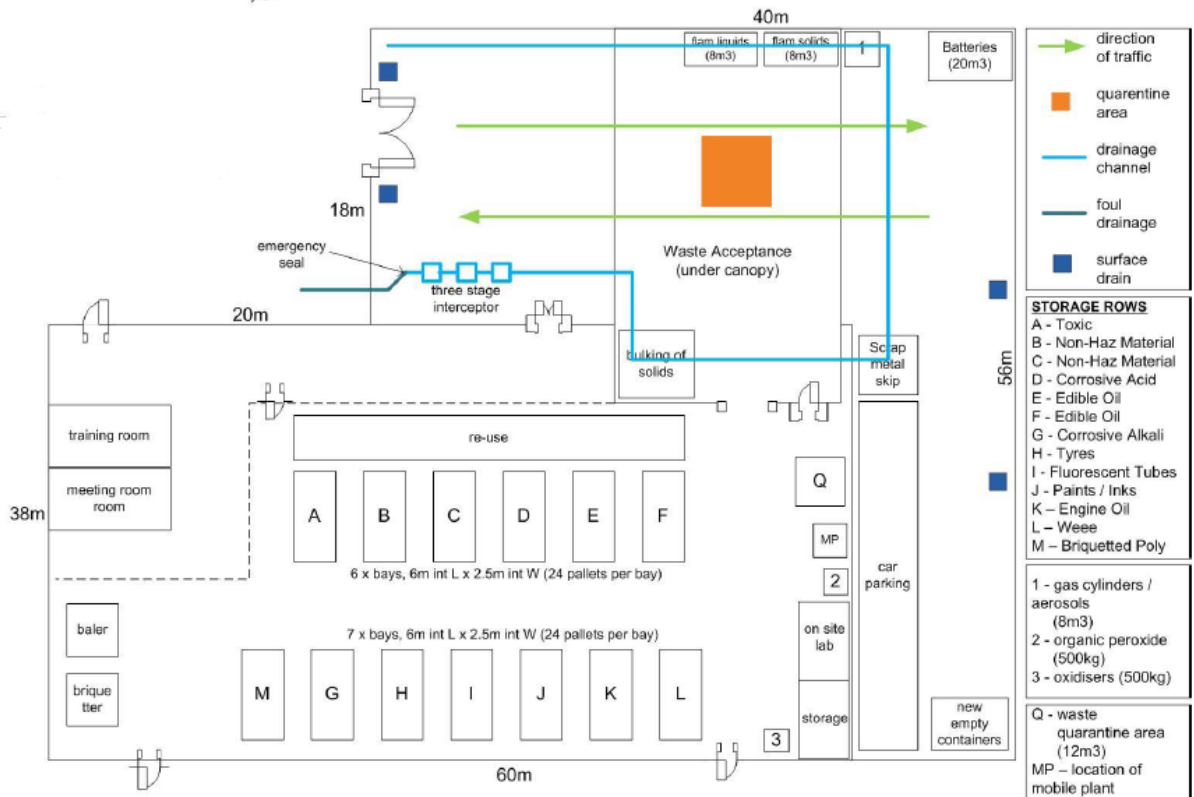 40m
flam liquids
(8m3)
flam solids
(8m3)
1
Batteries
(20m3)
18m
emergency
seal
three stage
interceptor
Waste Acceptance
(under canopy)
20m
bulking of
solids
Scrap
metal
skip
56m
training room
meeting room
room
38m
re-use
A
B
C
D
E
F
Q
MP
2
6 x bays, 6m int L x 2.5m int W (24 pallets per bay)
car
parking
baler
brique
tter
7 x bays, 6m int L x 2.5m int W (24 pallets per bay)
on site
lab
M
G
H
I
J
K
L
storage
3
new
empty
containers
60m
direction
of traffic
quarentine
area
drainage
channel
foul
drainage
surface
drain
STORAGE ROWS
A - Toxic
B - Non-Haz Material
C - Non-Haz Material
D - Corrosive Acid
E - Edible Oil
F - Edible Oil
G - Corrosive Alkali
H - Tyres
I - Fluorescent Tubes
J - Paints / Inks
K – Engine Oil
L – Weee
M – Briquetted Poly
1 - gas cylinders /
aerosols
(8m3)
2 - organic peroxide
(500kg)
3 - oxidisers (500kg)
Q - waste
quarantine area
(12m3)
MP – location of
mobile plant